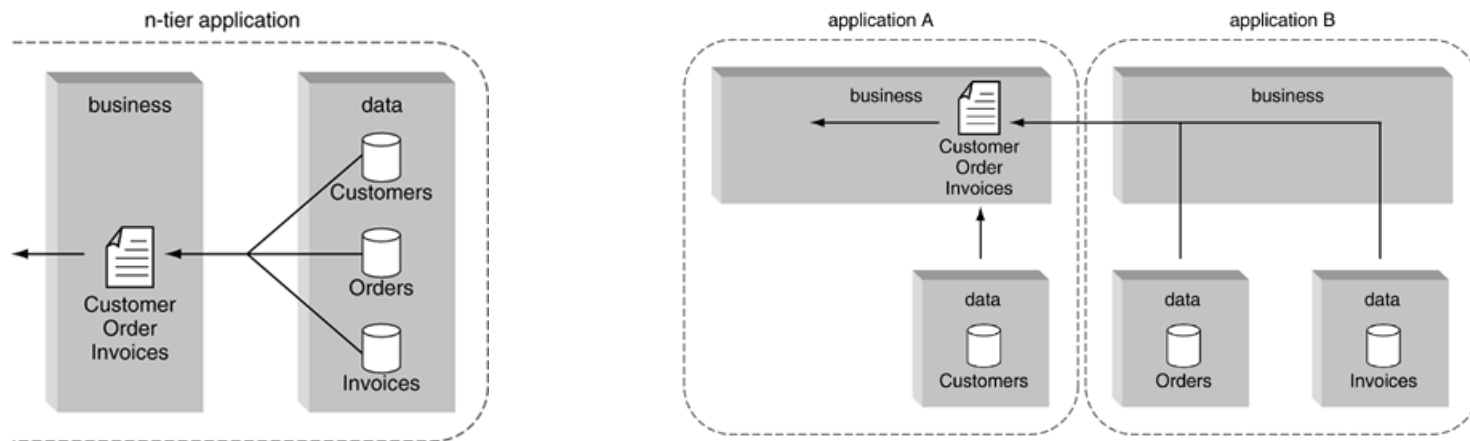 n-tier application
business
data
Customers
Orders
Invoices
Customer
Order
Invoices
application A
application B
business
business
Customer
Order
Invoices
data
Customers
data
Orders
data
Invoices